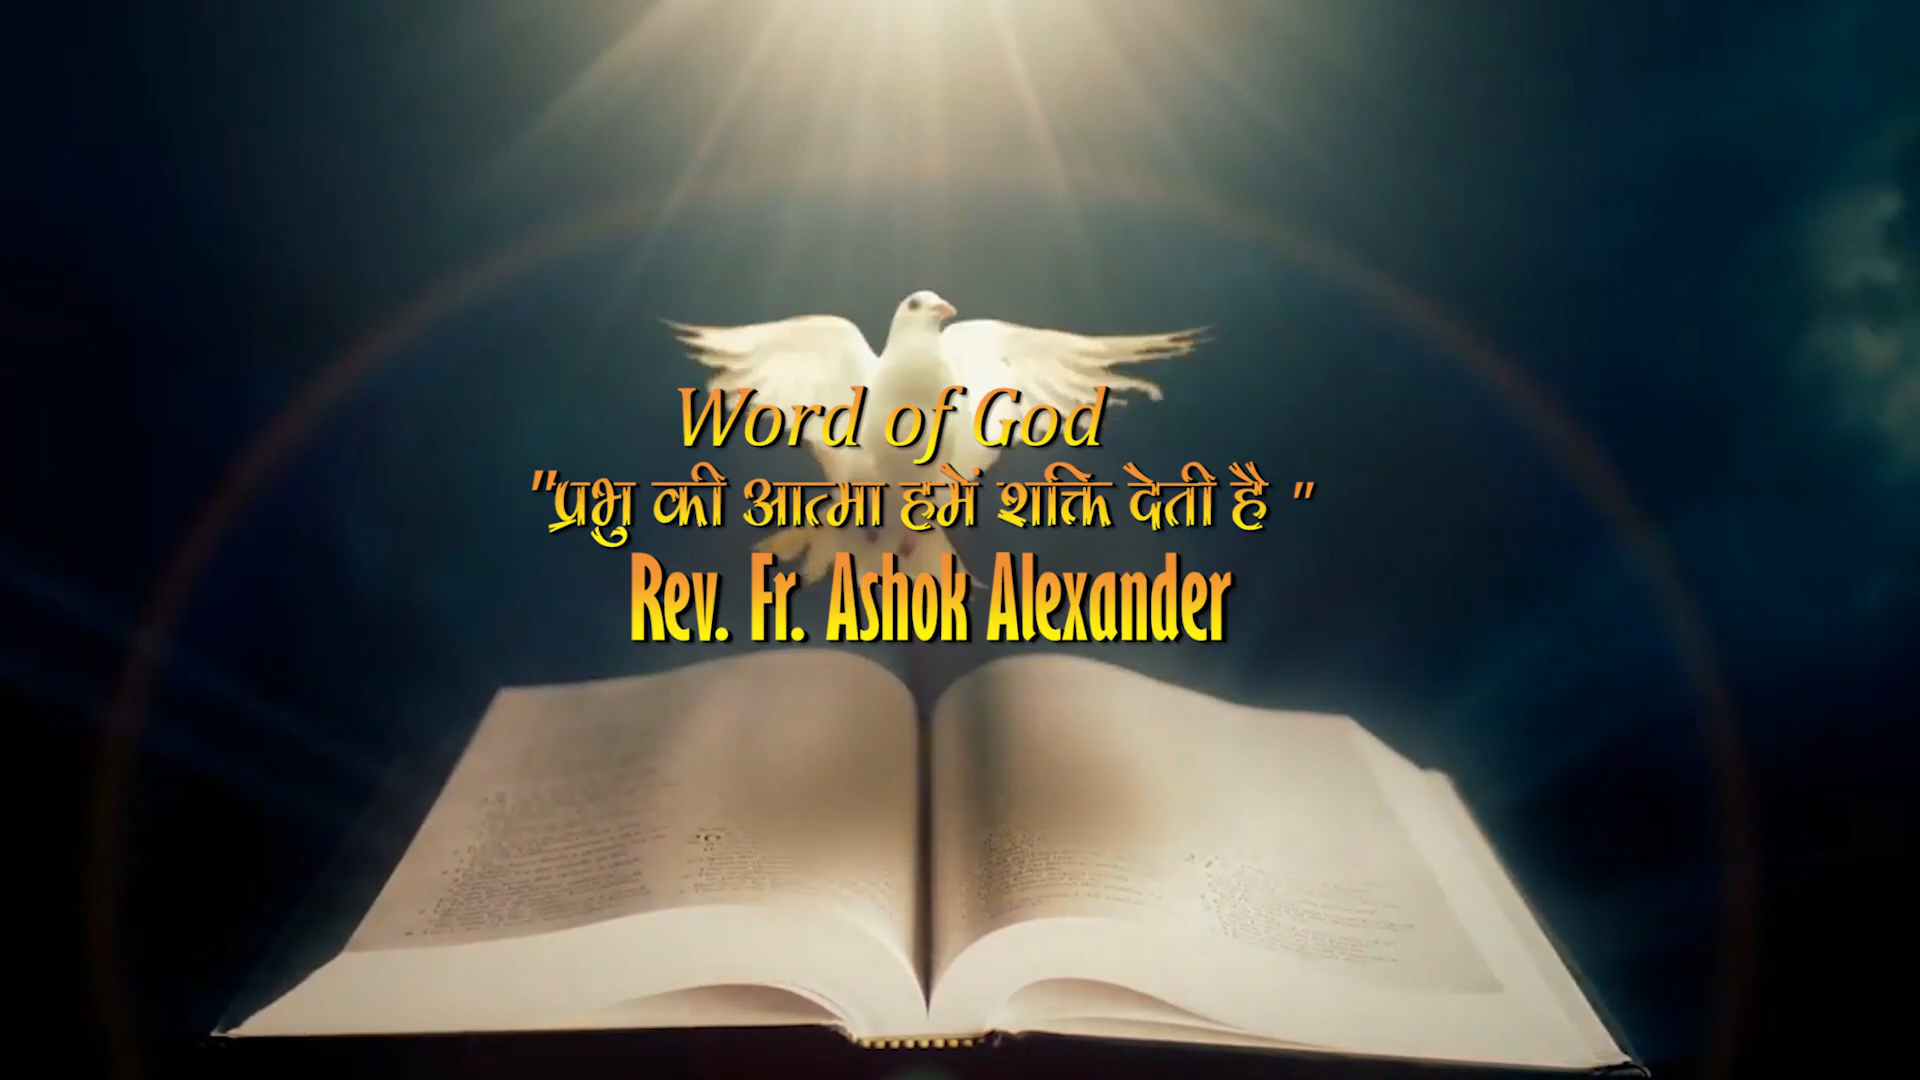 Word of God
"प्रभु की आत्मा हमें शक्ति देती है "
Rev. Fr. Ashok Alexander